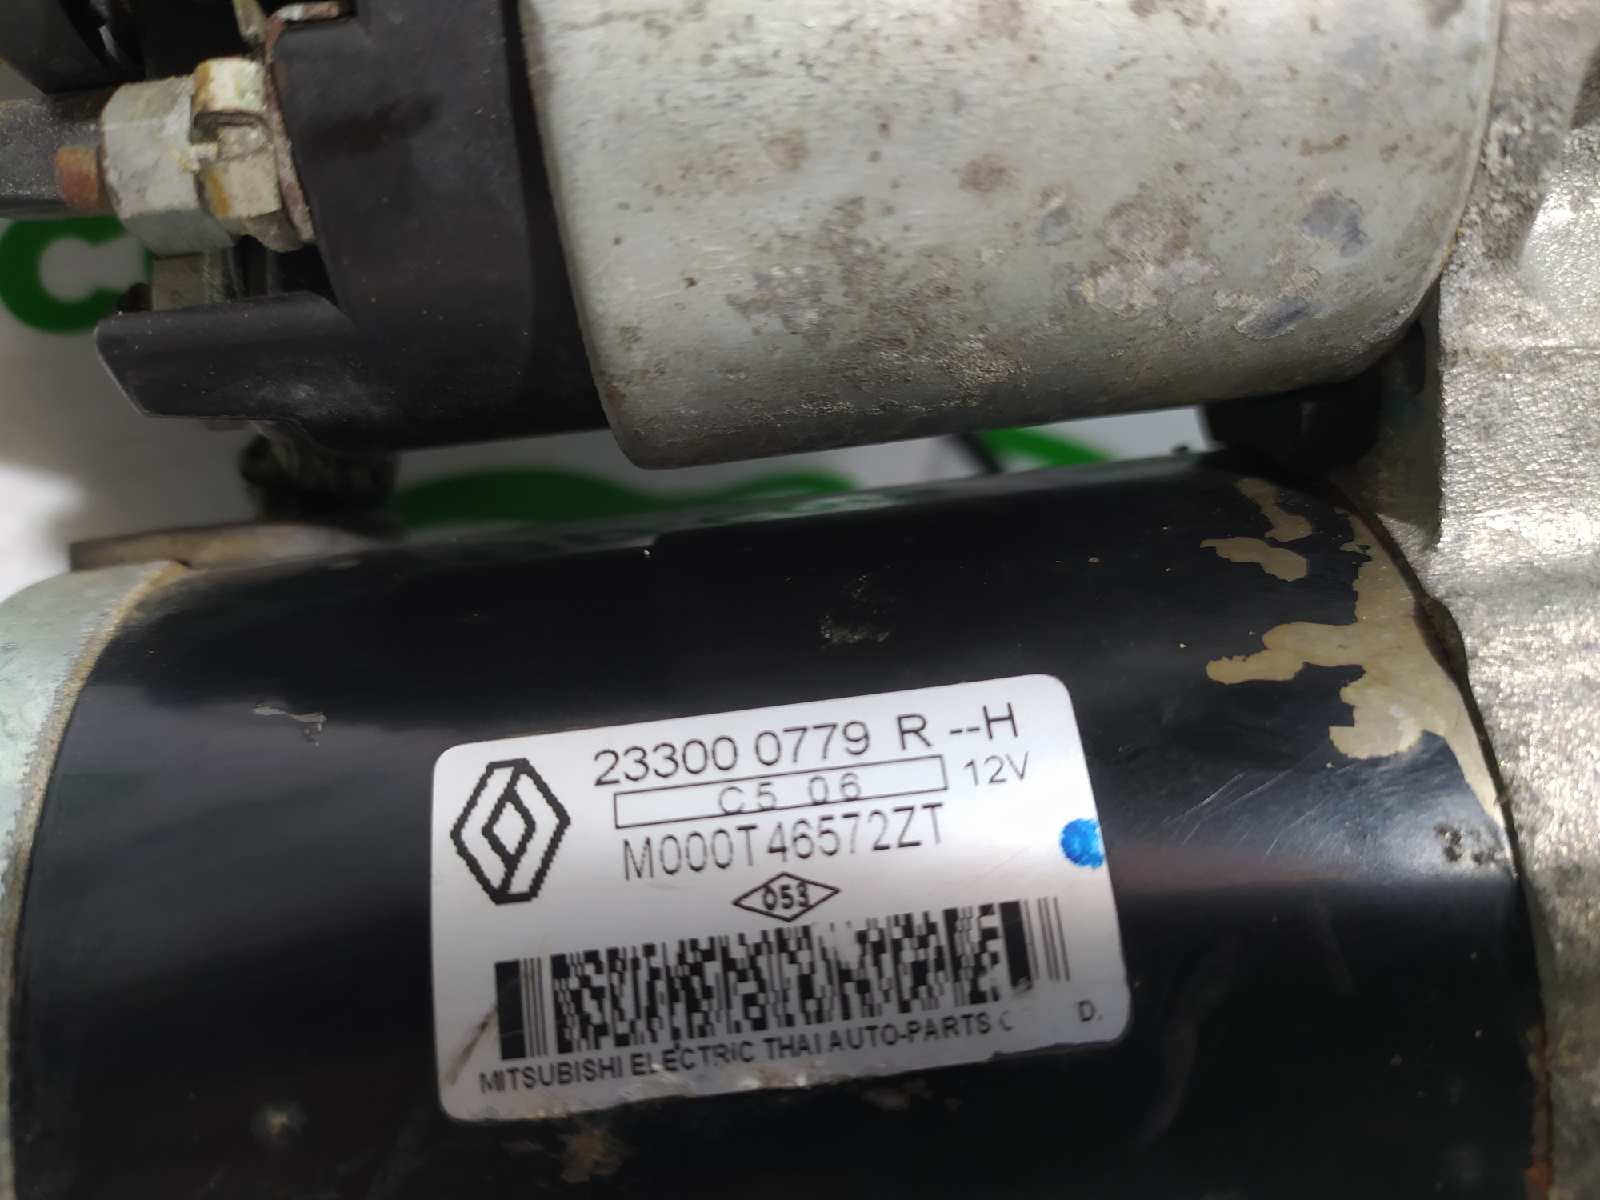 23300 0779 R --H
C5 06 12V
M000T46572ZT
053
MITSUBISHI ELECTRIC THAI AUTO-PARTS C D.